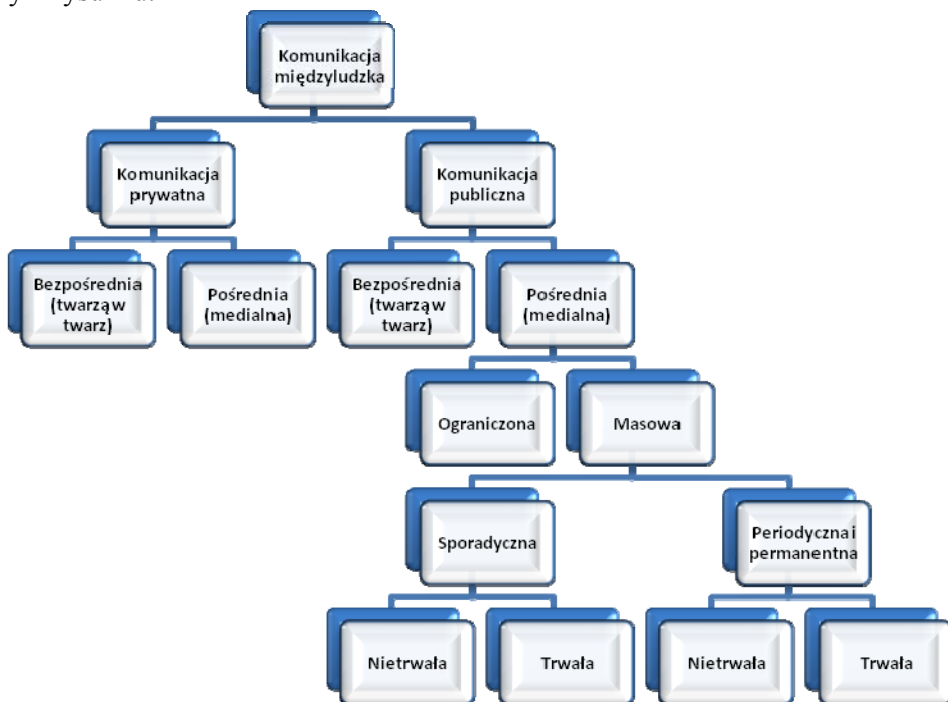 Komunikacja
międzyludzka
Komunikacja
prywatna
Komunikacja
publiczna
Bezpośrednia
(twarzą w
twarz)
Pośrednia
(medialna)
Bezpośrednia
(twarzą w
twarz)
Pośrednia
(medialna)
Ograniczona
Masowa
Sporadyczna
Periodyczna i
permanentna
Nietrwała
Trwała
Nietrwała
Trwała